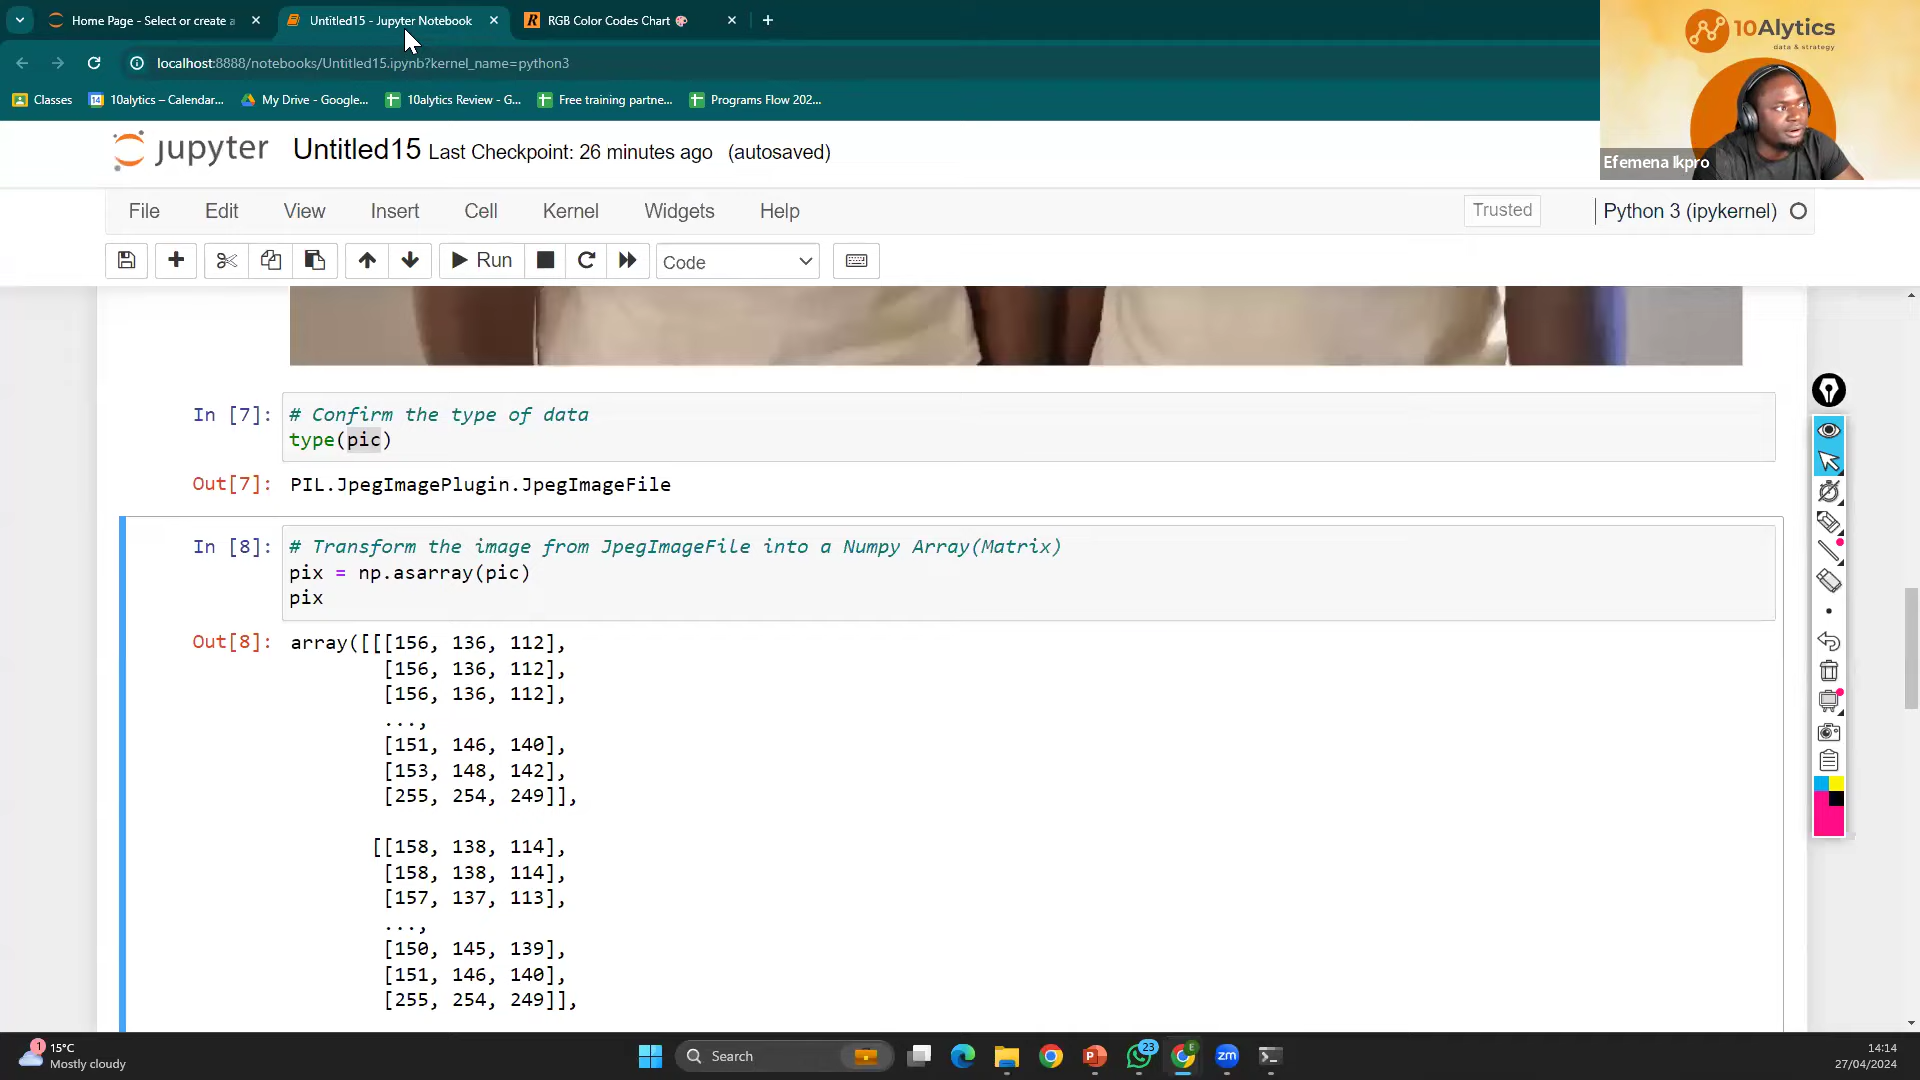 Home Page - Select or create a
Untitled15 - Jupyter Notebook
RGB Color Codes Chart
localhost:8888/notebooks/Untitled15.ipynb?kernel_name=python3
Classes
10alytics – Calendar...
My Drive - Google...
10alytics Review - G...
Free training partne...
Programs Flow 202...
10Alytics
data & strategy
Efemena Ikpro
jupyter Untitled15 Last Checkpoint: 26 minutes ago (autosaved)
File Edit View Insert Cell Kernel Widgets Help
Trusted
Python 3 (ipykernel)
Run
Code
In [7]: # Confirm the type of data
type(pic)
Out[7]: PIL.JpegImagePlugin.JpegImageFile
In [8]: # Transform the image from JpegImageFile into a Numpy Array(Matrix)
pix = np.asarray(pic)
pix
Out[8]: array([[[156, 136, 112],
[156, 136, 112],
[156, 136, 112],
...,
[151, 146, 140],
[153, 148, 142],
[255, 254, 249]],
[[158, 138, 114],
[158, 138, 114],
[157, 137, 113],
...,
[150, 145, 139],
[151, 146, 140],
[255, 254, 249]],
1
15°C
Mostly cloudy
Search
23
E
zm
14:14
27/04/2024